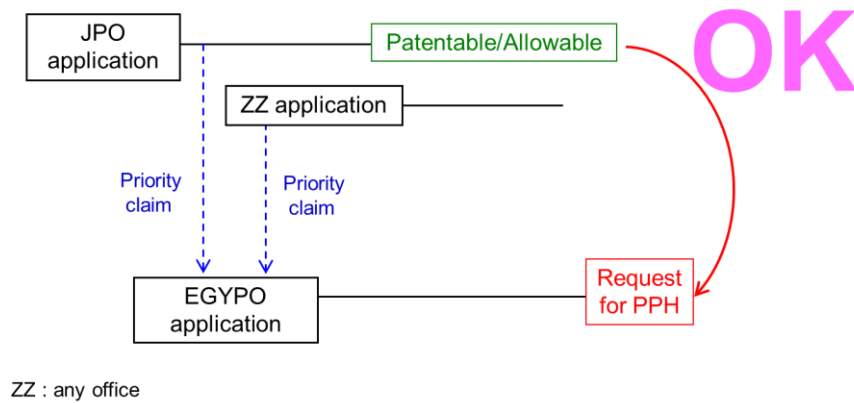 JPO
application
Patentable/Allowable
OK
ZZ application
Priority
claim
Priority
claim
EGYPO
application
Request
for PPH
ZZ : any office